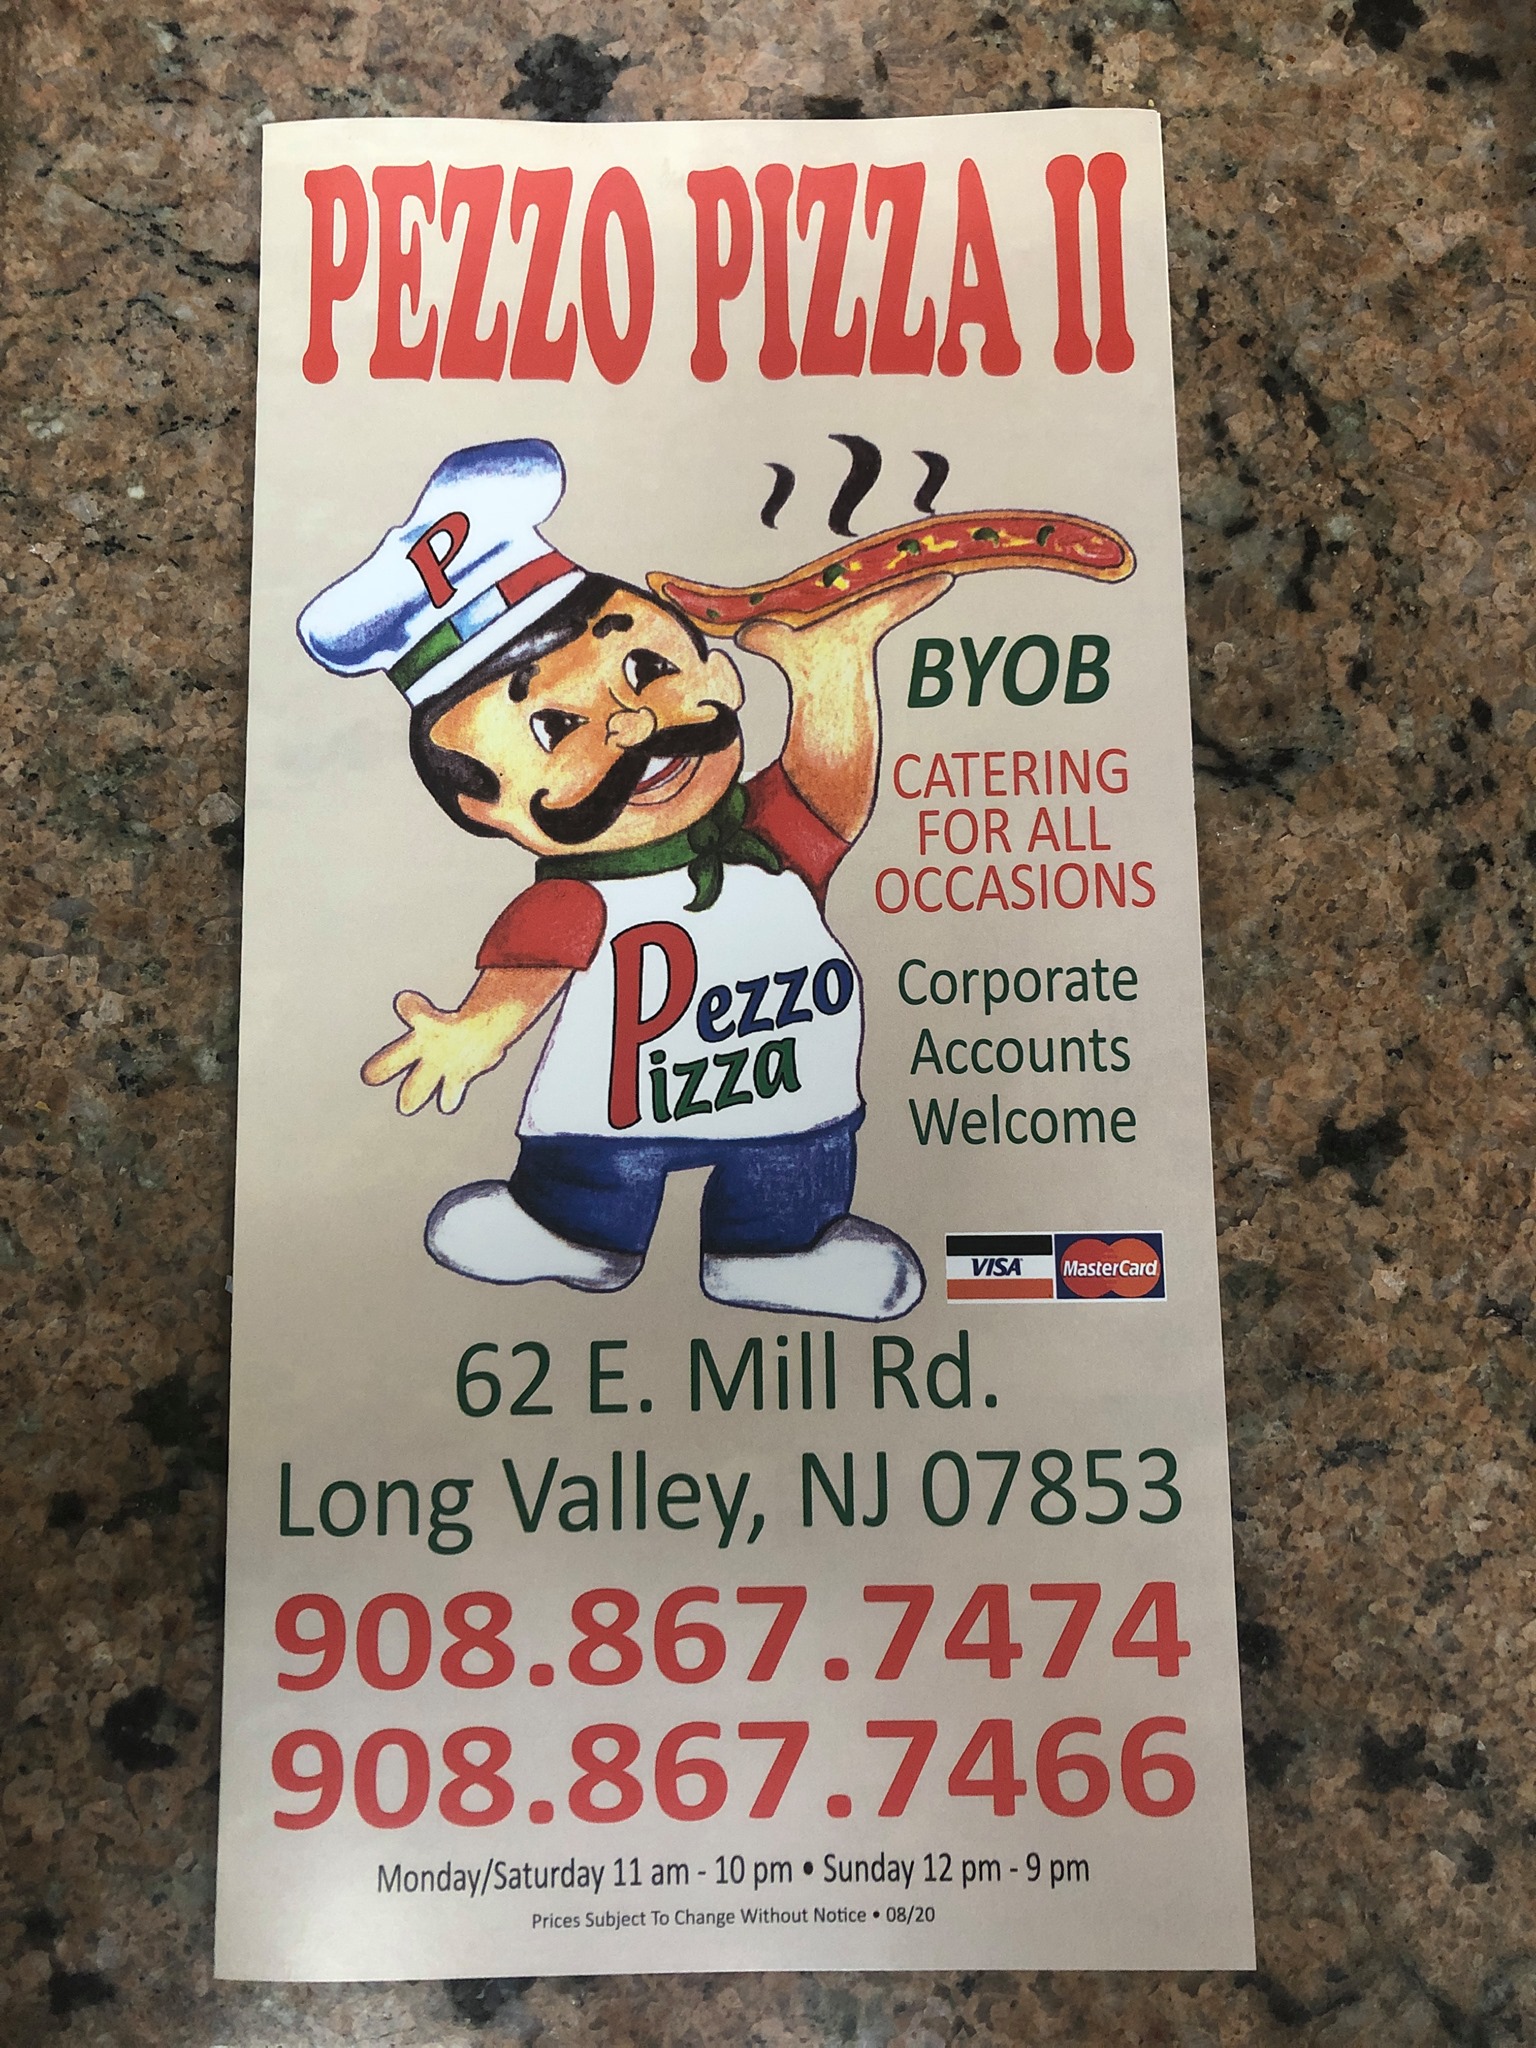 PEZZO PIZZA II
P
BYOB
CATERING
FOR ALL
OCCASIONS
Pezzo
Pizza
Corporate
Accounts
Welcome
VISA MasterCard
62 E. Mill Rd.
Long Valley, NJ 07853
908.867.7474
908.867.7466
Monday/Saturday 11 am - 10 pm • Sunday 12 pm - 9 pm
Prices Subject To Change Without Notice • 08/20